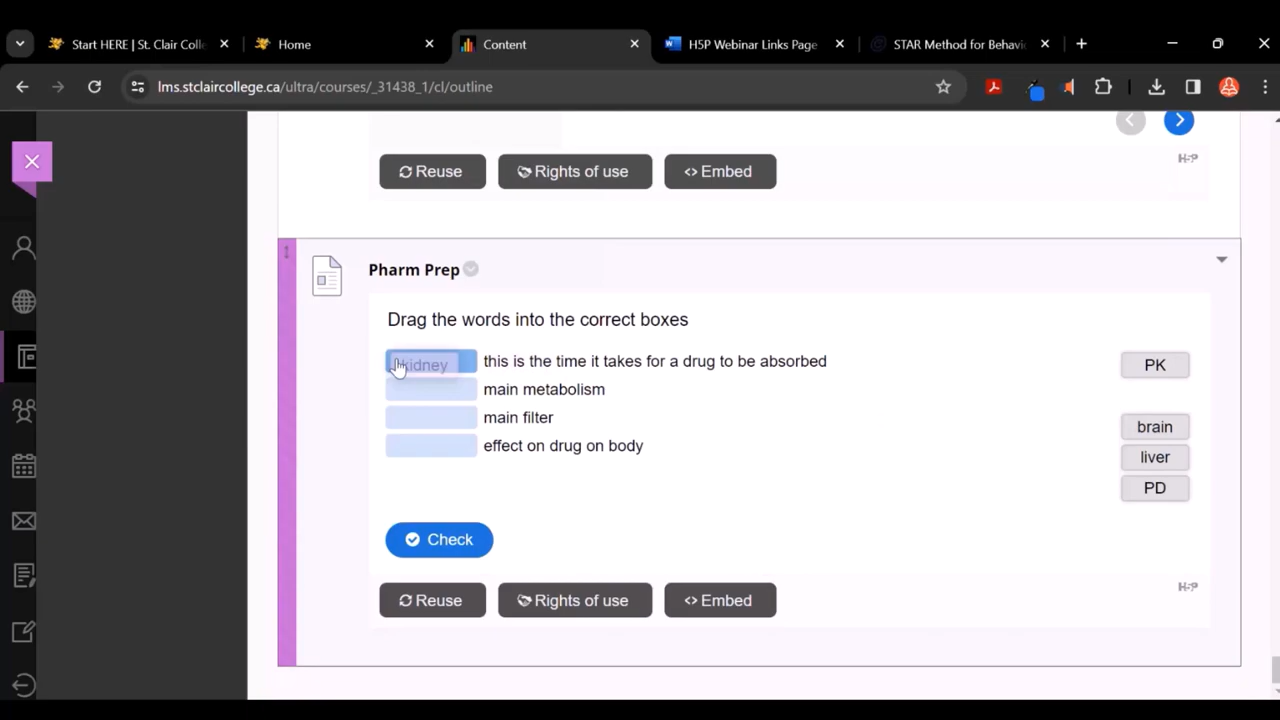 Start HERE | St. Clair Coll
Home
Content
H5P Webinar Links Page
STAR Method for Behavi
lms.stclaircollege.ca/ultra/courses/_31438_1/cl/outline
Reuse
Rights of use
Embed
H5P
Pharm Prep
Drag the words into the correct boxes
kidney this is the time it takes for a drug to be absorbed
main metabolism
main filter
effect on drug on body
PK
brain
liver
PD
Check
Reuse
Rights of use
Embed
H5P